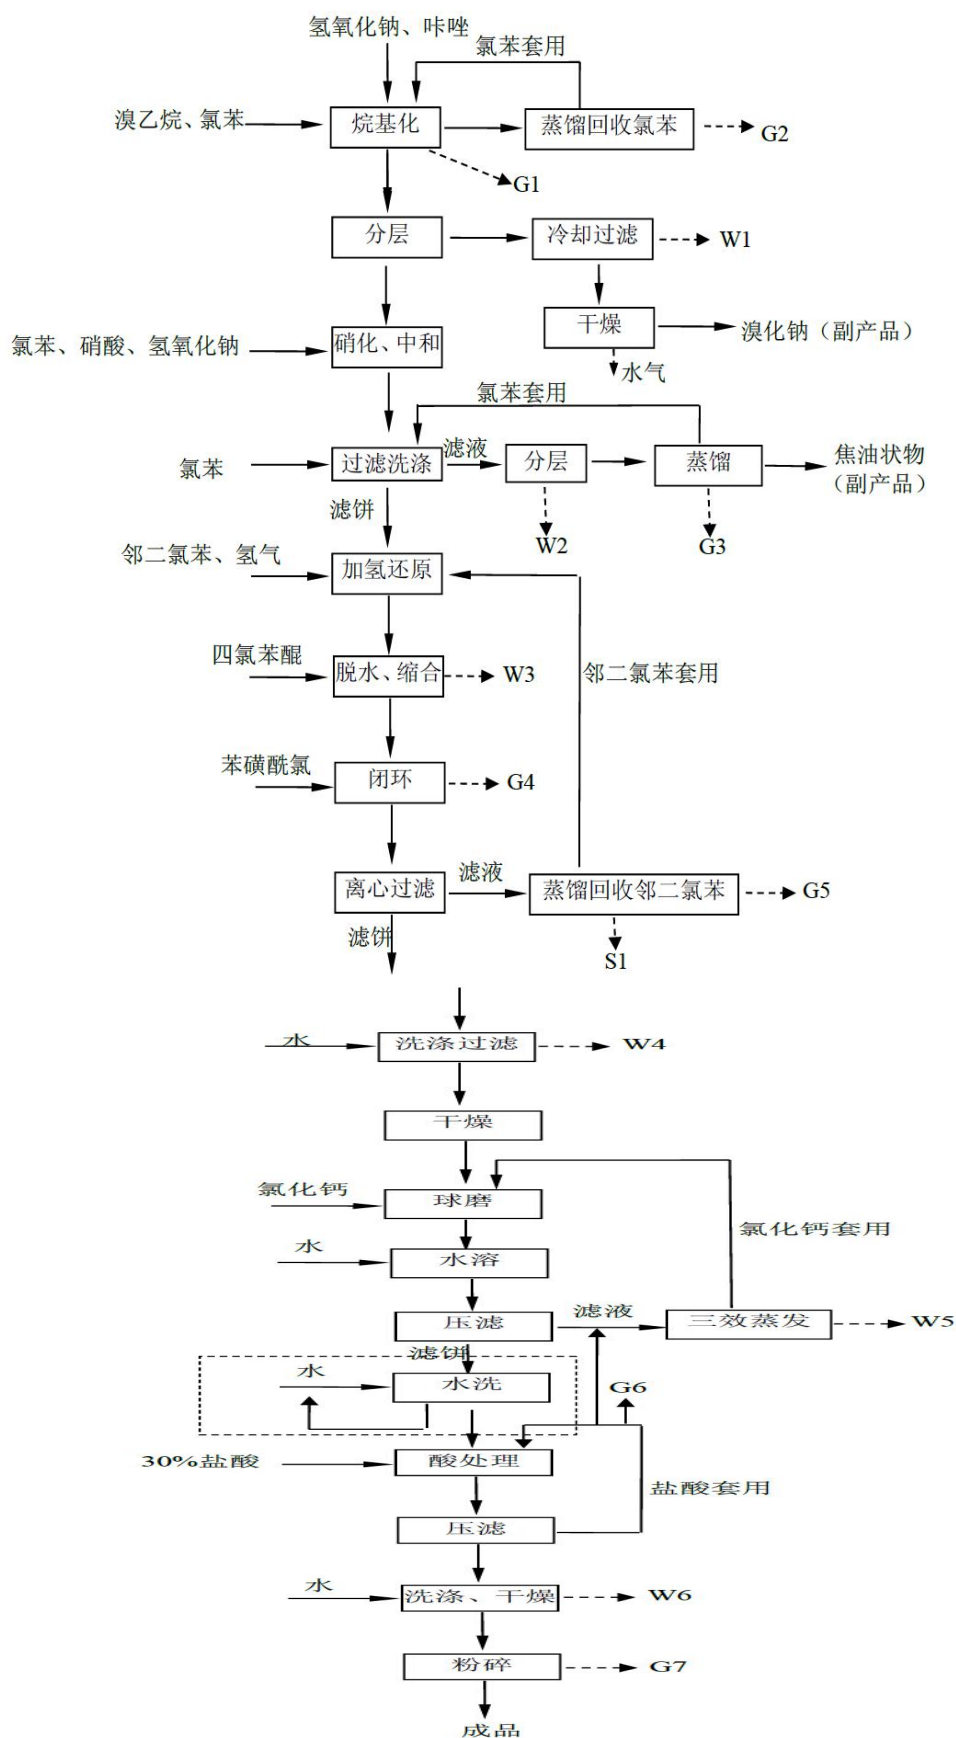 氢氧化钠、咔唑
氯苯套用
溴乙烷、氯苯
烷基化
蒸馏回收氯苯
G2
G1
分层
冷却过滤
W1
氯苯、硝酸、氢氧化钠
硝化、中和
干燥
溴化钠（副产品）
水气
氯苯套用
氯苯
过滤洗涤
滤液
分层
蒸馏
焦油状物
（副产品）
滤饼
W2
G3
邻二氯苯、氢气
加氢还原
四氯苯醌
脱水、缩合
W3
邻二氯苯套用
苯磺酰氯
闭环
G4
离心过滤
滤液
蒸馏回收邻二氯苯
G5
滤饼
S1
水
洗涤过滤
W4
干燥
氯化钙
球磨
氯化钙套用
水
水溶
压滤
滤液
三效蒸发
W5
滤饼
水
水洗
G6
30%盐酸
酸处理
盐酸套用
压滤
水
洗涤、干燥
W6
粉碎
G7
成品